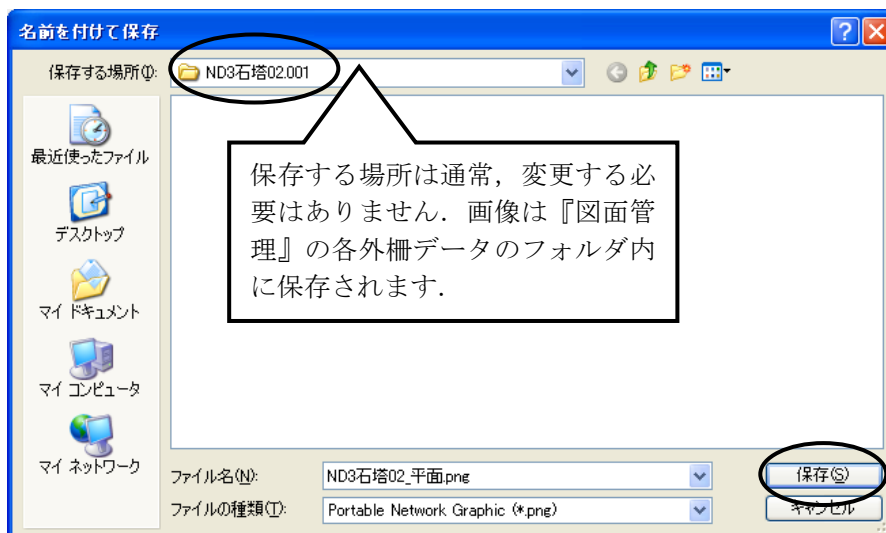 名前を付けて保存
保存する場所(I):
ND3石塔02.001
最近使ったファイル
デスクトップ
マイ ドキュメント
マイ コンピュータ
マイ ネットワーク
保存する場所は通常，変更する必
要はありません．画像は『図面管
理』の各外柵データのフォルダ内
に保存されます．
ファイル名(N):
ND3石塔02_平面.png
保存(S)
ファイルの種類(T):
Portable Network Graphic (*.png)
キャンセル